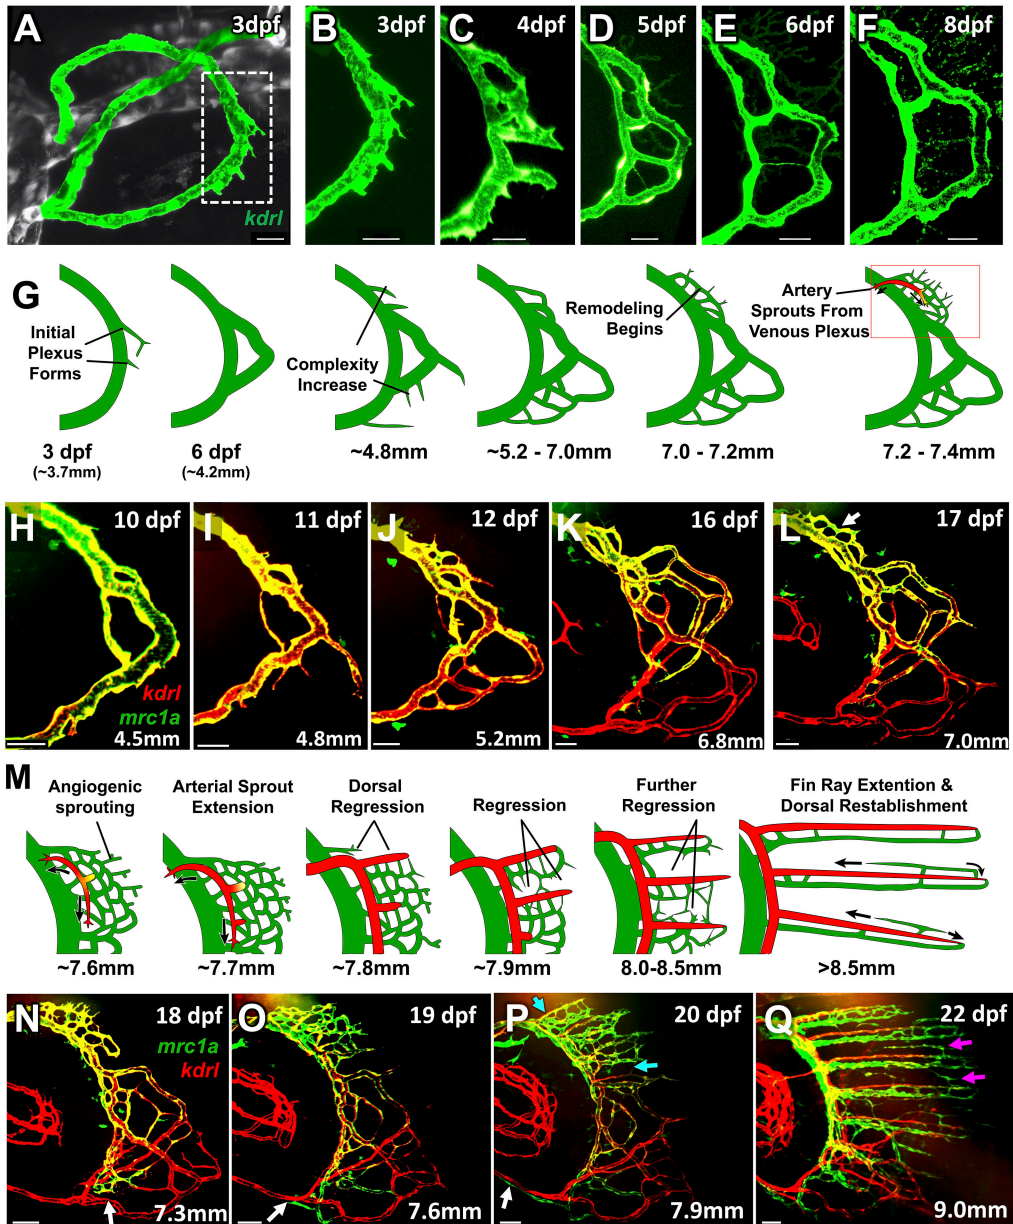 A
3dpf
kdrl
B
3dpf
C
4dpf
D
5dpf
E
6dpf
F
8dpf
G
Initial
Plexus
Forms
Complexity
Increase
Remodeling
Begins
Artery
Sprouts From
Venous Plexus
3 dpf
(~3.7mm)
6 dpf
(~4.2mm)
~4.8mm
~5.2 - 7.0mm
7.0 - 7.2mm
7.2 - 7.4mm
H
10 dpf
kdrl
mrc1a
4.5mm
I
11 dpf
4.8mm
J
12 dpf
5.2mm
K
16 dpf
6.8mm
L
17 dpf
7.0mm
M
Angiogenic
sprouting
Arterial Sprout
Extension
Dorsal
Regression
Regression
Further
Regression
Fin Ray Extention &
Dorsal Restablishment
~7.6mm
~7.7mm
~7.8mm
~7.9mm
8.0-8.5mm
>8.5mm
N
18 dpf
mrc1a
kdrl
7.3mm
O
19 dpf
7.6mm
P
20 dpf
7.9mm
Q
22 dpf
9.0mm